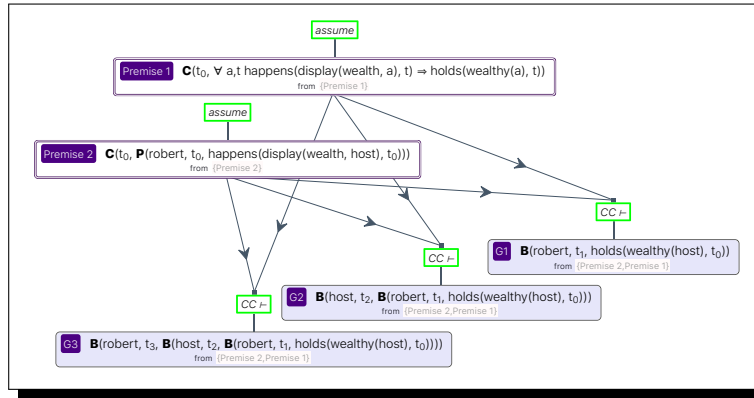 assume
Premise 1 C(t₀, ∀ a,t happens(display(wealth, a), t) ⇒ holds(wealthy(a), t))
from {Premise 1}
assume
Premise 2 C(t₀, P(robert, t₀, happens(display(wealth, host), t₀)))
from {Premise 2}
CC ⊢
G1 B(robert, t₁, holds(wealthy(host), t₀))
from {Premise 2,Premise 1}
CC ⊢
G2 B(host, t₂, B(robert, t₁, holds(wealthy(host), t₀)))
from {Premise 2,Premise 1}
CC ⊢
G3 B(robert, t₃, B(host, t₂, B(robert, t₁, holds(wealthy(host), t₀))))
from {Premise 2,Premise 1}